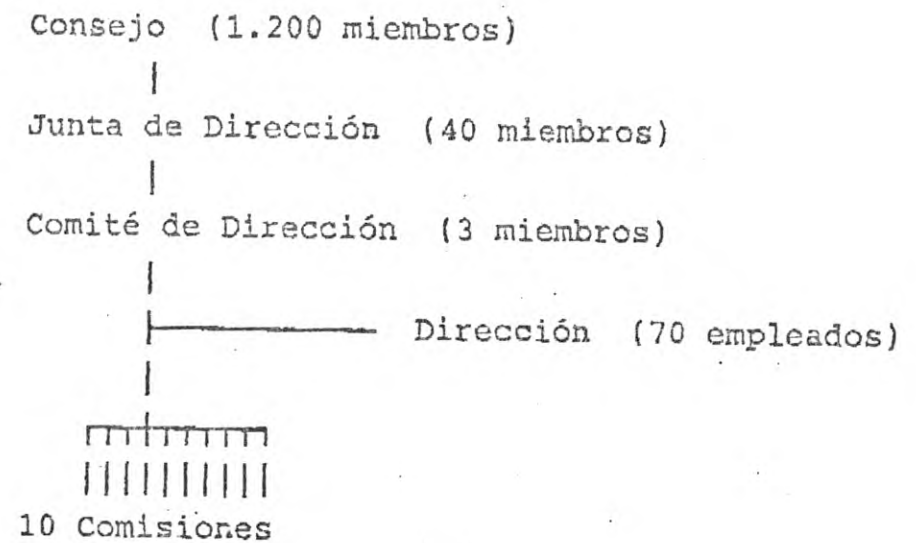 Consejo (1.200 miembros)
Junta de Dirección (40 miembros)
Comité de Dirección (3 miembros)
Dirección (70 empleados)
10 Comisiones